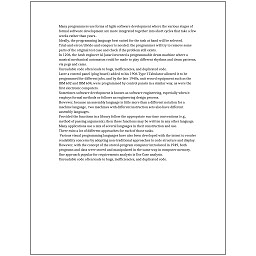 Many programmers use forms of Agile software development where the various stages of
formal software development are more integrated together into short cycles that take a few
weeks rather than years.
Ideally, the programming language best suited for the task at hand will be selected.
Trial-and-error/divide-and-conquer is needed: the programmer will try to remove some
parts of the original test case and check if the problem still exists.
In 1206, the Arab engineer Al-Jazari invented a programmable drum machine where a
musical mechanical automaton could be made to play different rhythms and drum patterns,
via pegs and cams.
Unreadable code often leads to bugs, inefficiencies, and duplicated code.
Later a control panel (plug board) added to his 1906 Type I Tabulator allowed it to be
programmed for different jobs, and by the late 1940s, unit record equipment such as the
IBM 602 and IBM 604, were programmed by control panels in a similar way, as were the
first electronic computers.
Sometimes software development is known as software engineering, especially when it
employs formal methods or follows an engineering design process.
However, because an assembly language is little more than a different notation for a
machine language, two machines with different instruction sets also have different
assembly languages.
Provided the functions in a library follow the appropriate run-time conventions (e.g.,
method of passing arguments), then these functions may be written in any other language.
Many applications use a mix of several languages in their construction and use.
There exist a lot of different approaches for each of those tasks.
Various visual programming languages have also been developed with the intent to resolve
readability concerns by adopting non-traditional approaches to code structure and display.
However, with the concept of the stored-program computer introduced in 1949, both
programs and data were stored and manipulated in the same way in computer memory.
One approach popular for requirements analysis is Use Case analysis.
Unreadable code often leads to bugs, inefficiencies, and duplicated code.